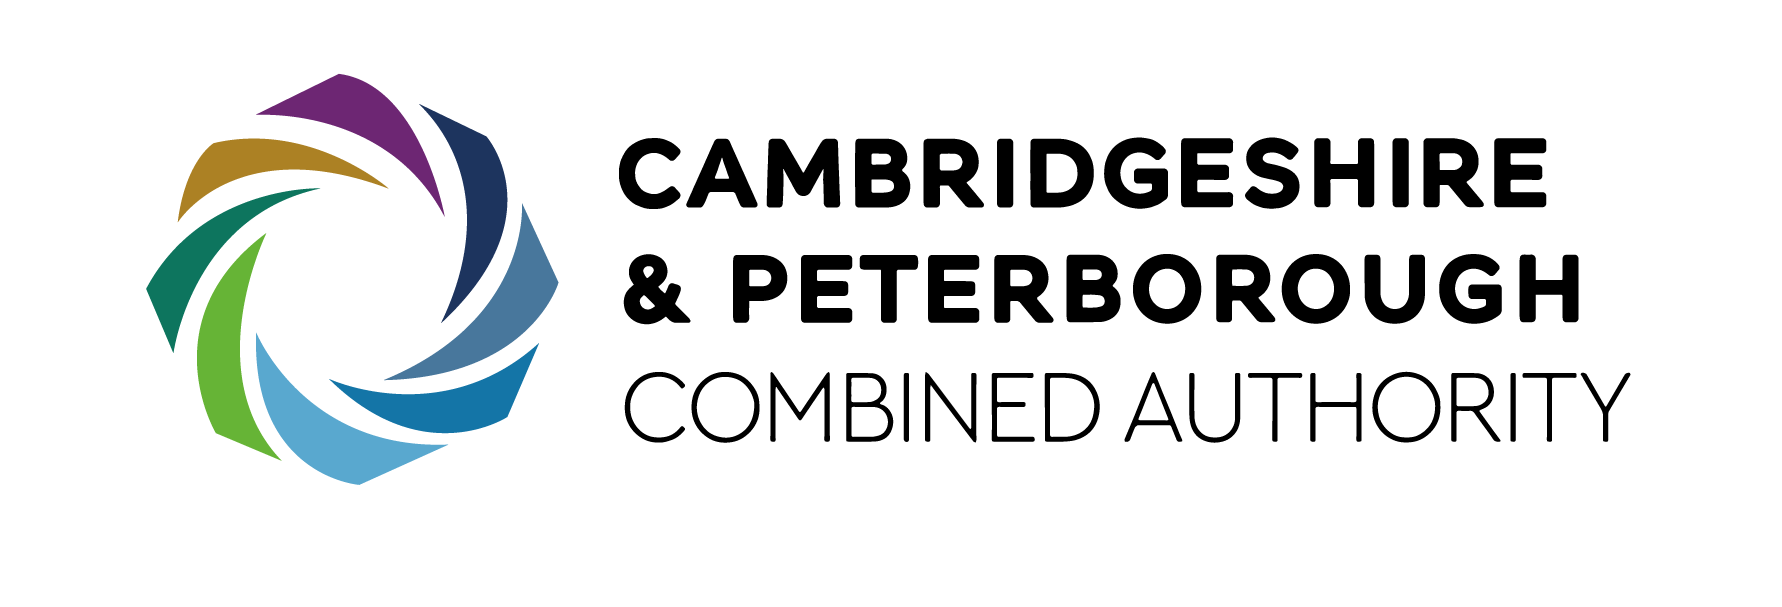 CAMBRIDGESHIRE
& PETERBOROUGH
COMBINED AUTHORITY